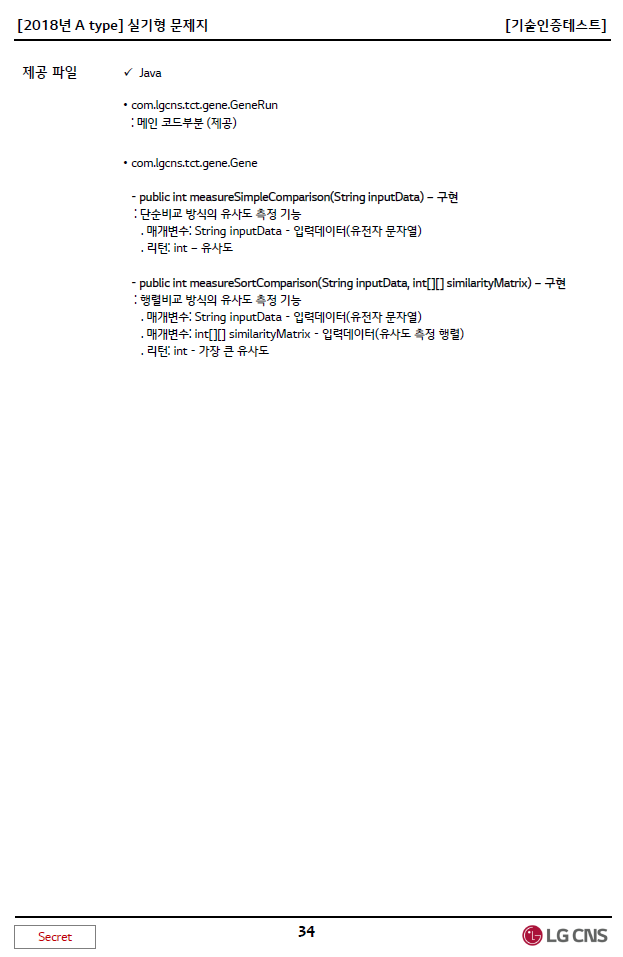 [2018년 A type] 실기형 문제지 [기술인증테스트]
제공 파일 ✓ Java
• com.lgcns.tct.gene.GeneRun
: 메인 코드부분 (제공)
• com.lgcns.tct.gene.Gene
- public int measureSimpleComparison(String inputData) – 구현
: 단순비교 방식의 유사도 측정 기능
. 매개변수: String inputData - 입력데이터(유전자 문자열)
. 리턴: int – 유사도
- public int measureSortComparison(String inputData, int[][] similarityMatrix) – 구현
: 행렬비교 방식의 유사도 측정 기능
. 매개변수: String inputData - 입력데이터(유전자 문자열)
. 매개변수: int[][] similarityMatrix - 입력데이터(유사도 측정 행렬)
. 리턴: int - 가장 큰 유사도
Secret 34 LG CNS